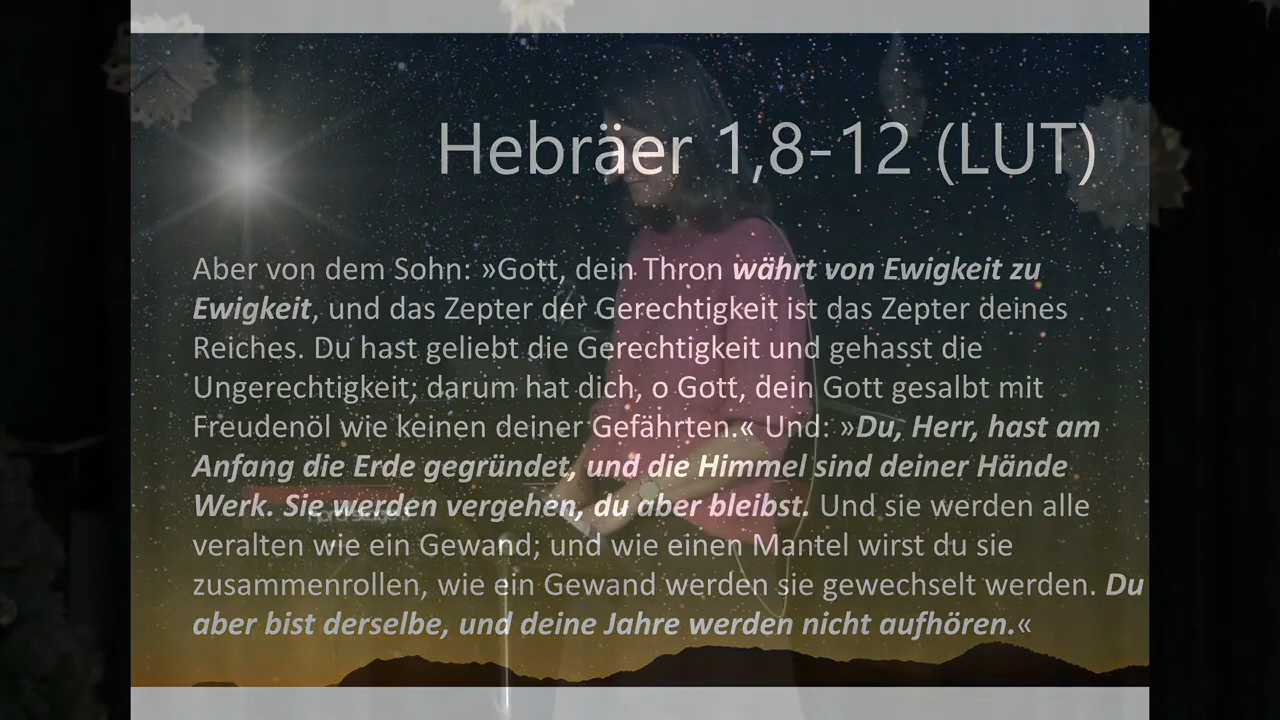 Hebräer 1,8-12 (LUT)
Aber von dem Sohn: »Gott, dein Thron währt von Ewigkeit zu
Ewigkeit, und das Zepter der Gerechtigkeit ist das Zepter deines
Reiches. Du hast geliebt die Gerechtigkeit und gehasst die
Ungerechtigkeit; darum hat dich, o Gott, dein Gott gesalbt mit
Freudenöl wie keinen deiner Gefährten.« Und: »Du, Herr, hast am
Anfang die Erde gegründet, und die Himmel sind deiner Hände
Werk. Sie werden vergehen, du aber bleibst. Und sie werden alle
veralten wie ein Gewand; und wie einen Mantel wirst du sie
zusammenrollen, wie ein Gewand werden sie gewechselt werden. Du
aber bist derselbe, und deine Jahre werden nicht aufhören.«